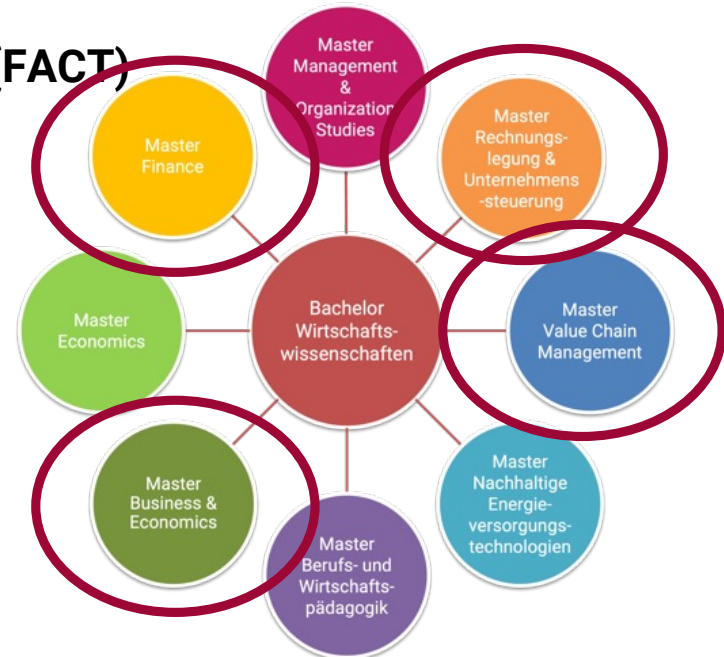 (FACT)
Master
Management
&
Organization
Studies
Master
Finance
Master
Rechnungs-
legung &
Unternehmens
-steuerung
Master
Economics
Bachelor
Wirtschafts-
wissenschaften
Master
Value Chain
Management
Master
Business &
Economics
Master
Berufs- und
Wirtschafts-
pädagogik
Master
Nachhaltige
Energie-
versorgungs-
technologien